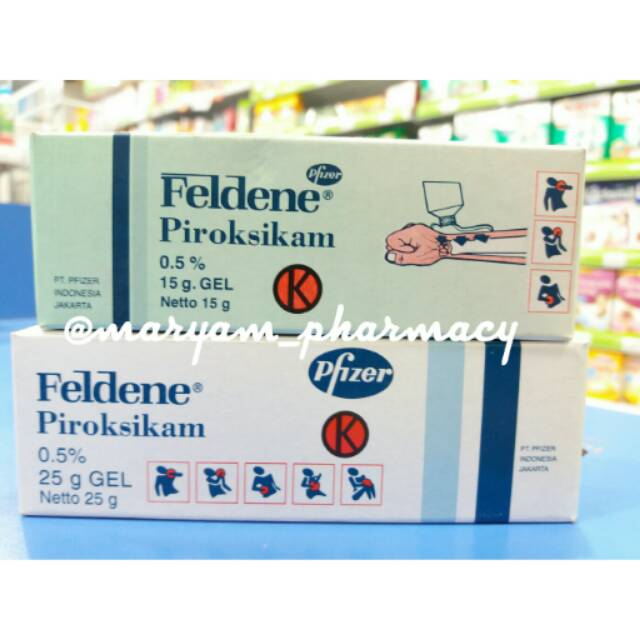 Pfizer
Feldene®
Piroksikam
0.5 %
15 g. GEL
Netto 15 g
K
PT. PFIZER
INDONESIA
JAKARTA
@maryam_pharmacy
Pfizer
Feldene®
Piroksikam
0.5%
25 g GEL
Netto 25 g
K
PT. PFIZER
INDONESIA
JAKARTA